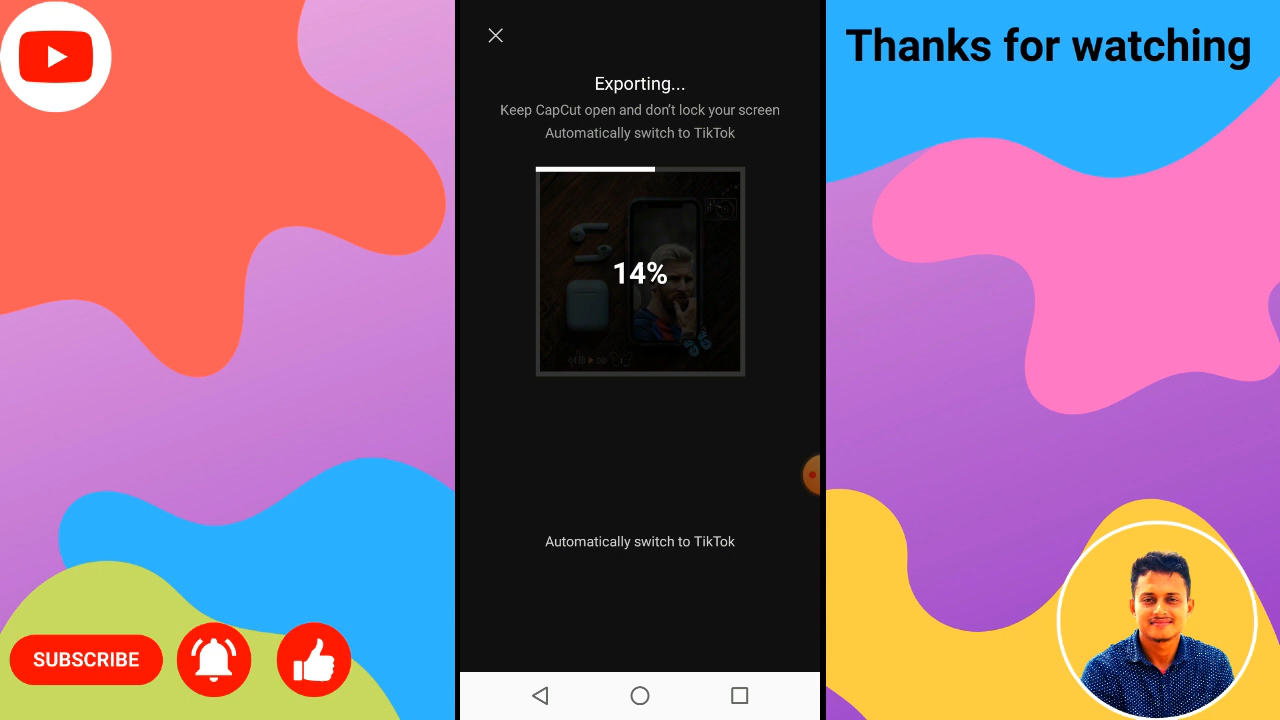 Thanks for watching
Exporting...
Keep CapCut open and don't lock your screen
Automatically switch to TikTok
14%
Automatically switch to TikTok
SUBSCRIBE